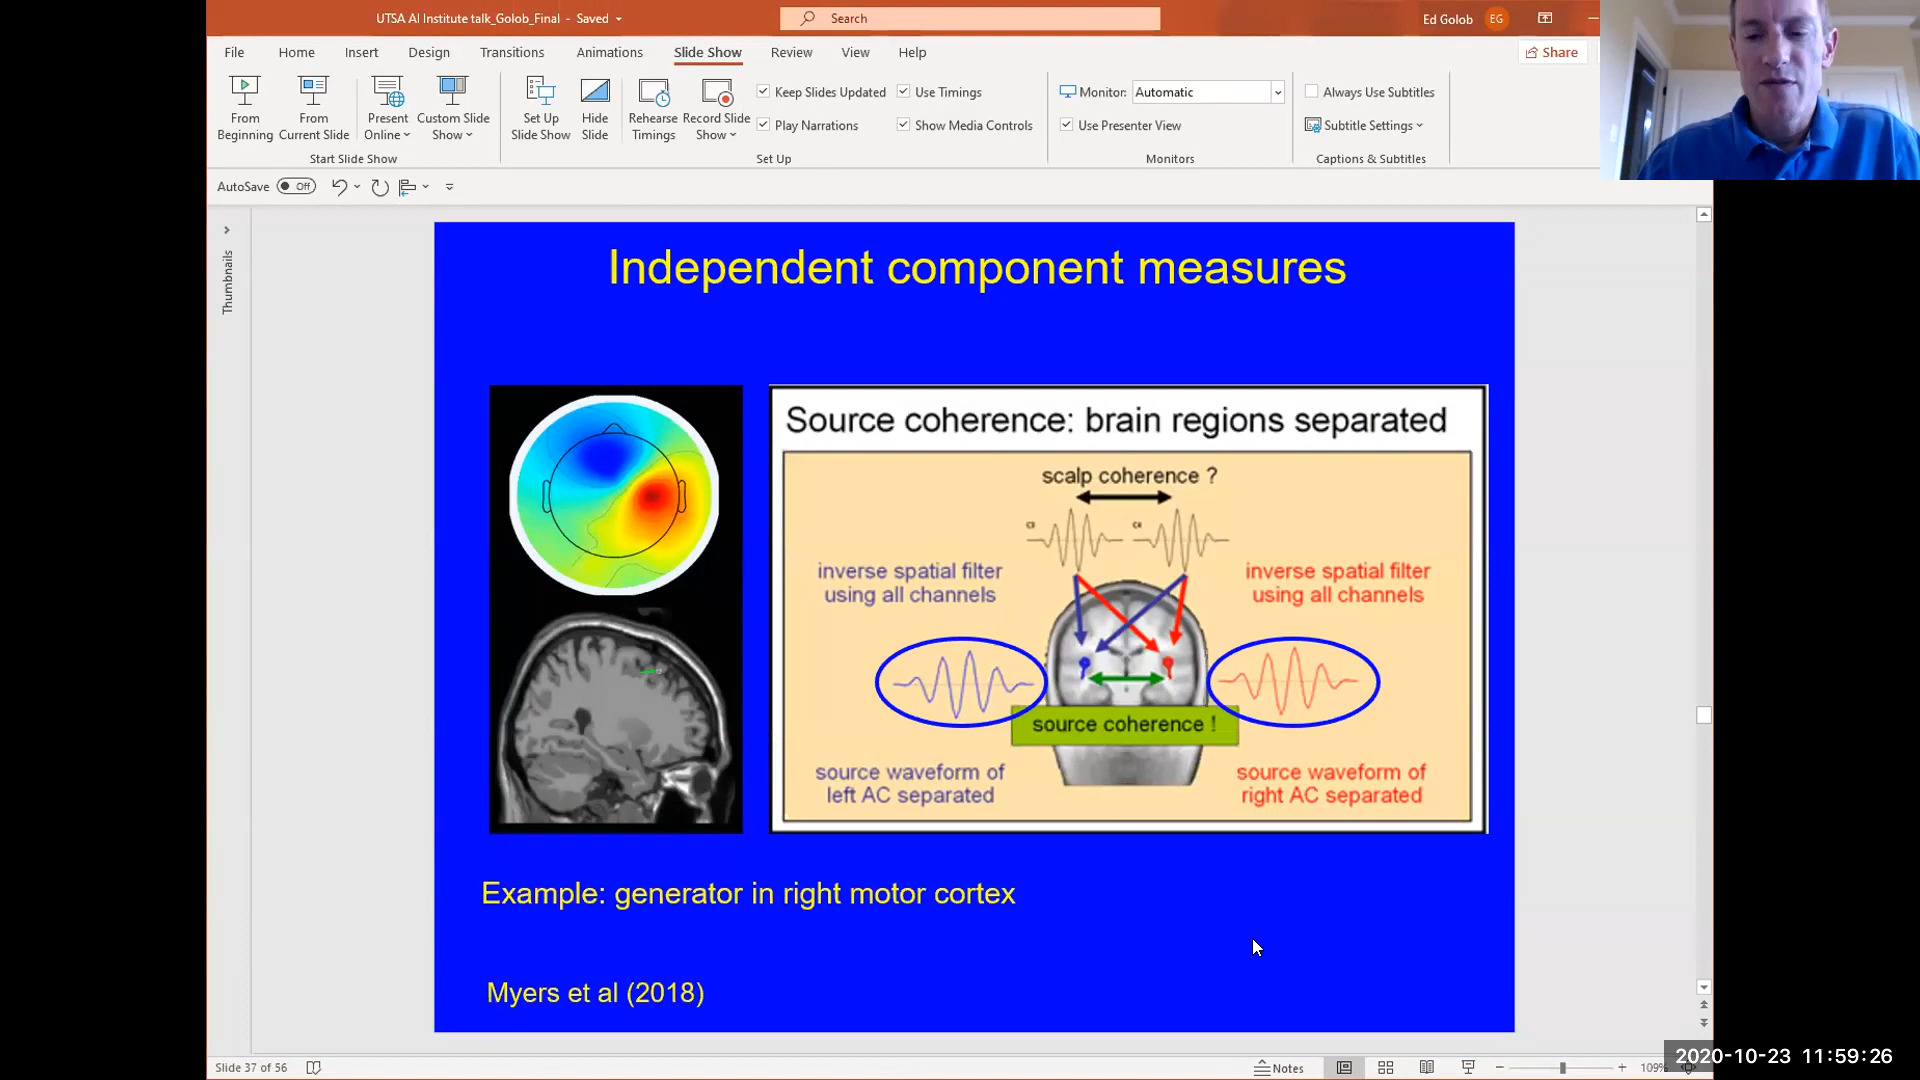 UTSA AI Institute talk_Golob_Final - Saved
Search
Ed Golob EG
File Home Insert Design Transitions Animations Slide Show Review View Help
Share
From Beginning
From Current Slide
Present Online
Custom Slide Show
Start Slide Show
Set Up Slide Show
Hide Slide
Rehearse Timings
Record Slide Show
Keep Slides Updated
Use Timings
Play Narrations
Show Media Controls
Set Up
Monitor: Automatic
Use Presenter View
Monitors
Always Use Subtitles
Subtitle Settings
Captions & Subtitles
AutoSave Off
Thumbnails
Independent component measures
Source coherence: brain regions separated
scalp coherence ?
C3 C4
inverse spatial filter
using all channels
inverse spatial filter
using all channels
source coherence !
source waveform of
left AC separated
source waveform of
right AC separated
Example: generator in right motor cortex
Myers et al (2018)
Slide 37 of 56
Notes
109%
2020-10-23 11:59:26